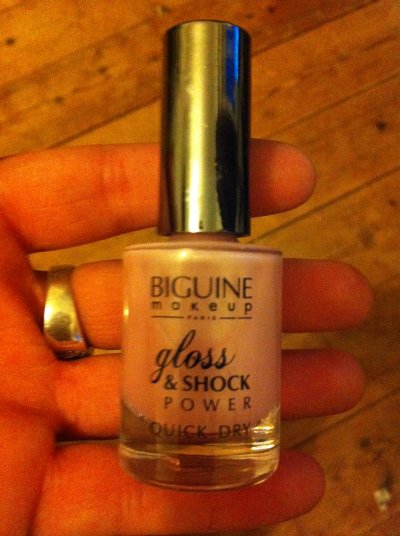 BIGUINE
makeup
PARIS
gloss
& SHOCK
POWER
QUICK-DRY